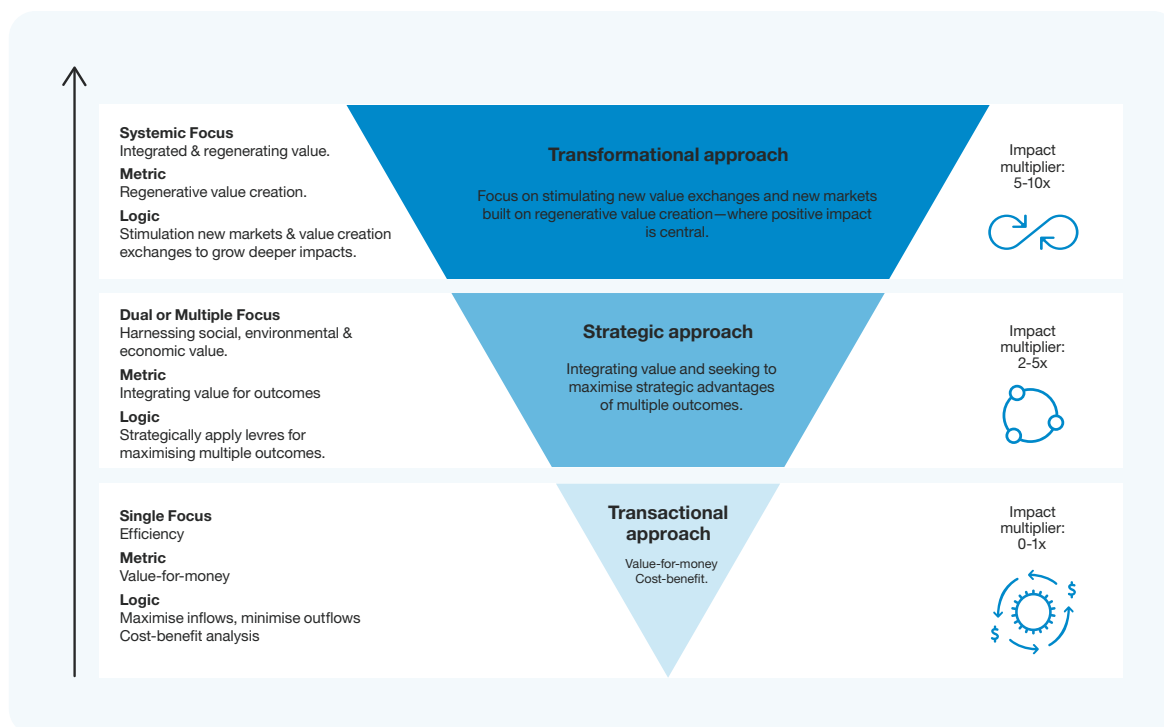 Systemic Focus
Integrated & regenerating value.
Metric
Regenerative value creation.
Logic
Stimulation new markets & value creation
exchanges to grow deeper impacts.
Transformational approach
Focus on stimulating new value exchanges and new markets
built on regenerative value creation—where positive impact
is central.
Impact
multiplier:
5-10x
Dual or Multiple Focus
Harnessing social, environmental &
economic value.
Metric
Integrating value for outcomes
Logic
Strategically apply levres for
maximising multiple outcomes.
Strategic approach
Integrating value and seeking to
maximise strategic advantages
of multiple outcomes.
Impact
multiplier:
2-5x
Single Focus
Efficiency
Metric
Value-for-money
Logic
Maximise inflows, minimise outflows
Cost-benefit analysis
Transactional
approach
Value-for-money
Cost-benefit.
Impact
multiplier:
0-1x
$
$